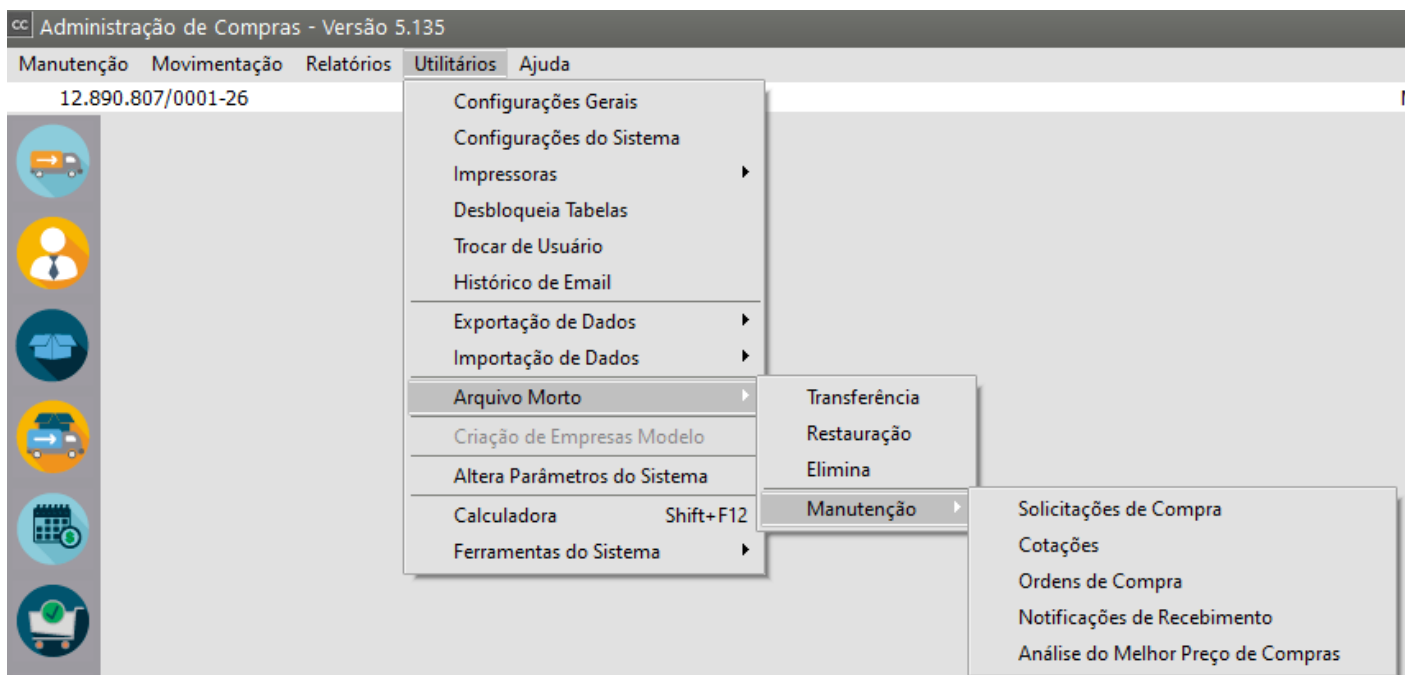 cc Administração de Compras - Versão 5.135
Manutenção Movimentação Relatórios Utilitários Ajuda
12.890.807/0001-26
Configurações Gerais
Configurações do Sistema
Impressoras
Desbloqueia Tabelas
Trocar de Usuário
Histórico de Email
Exportação de Dados
Importação de Dados
Arquivo Morto
Criação de Empresas Modelo
Altera Parâmetros do Sistema
Calculadora Shift+F12
Ferramentas do Sistema
Transferência
Restauração
Elimina
Manutenção
Solicitações de Compra
Cotações
Ordens de Compra
Notificações de Recebimento
Análise do Melhor Preço de Compras